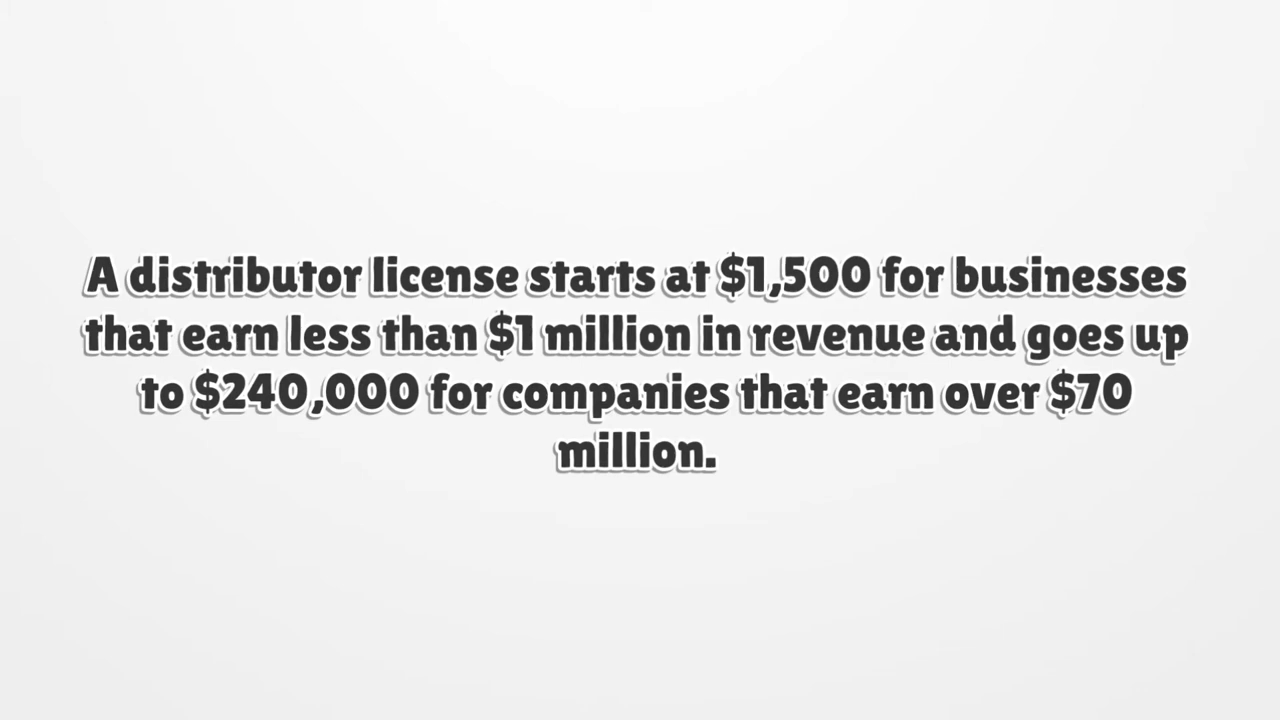 A distributor license starts at $1,500 for businesses
that earn less than $1 million in revenue and goes up
to $240,000 for companies that earn over $70
million.